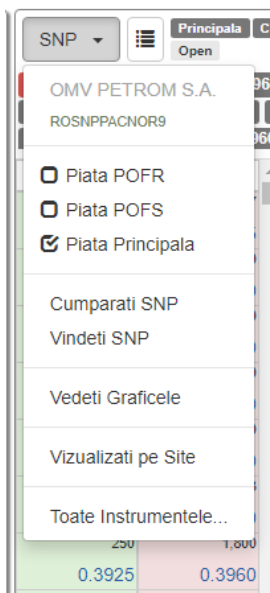 SNP
Principala
Open
OMV PETROM S.A.
ROSNPPACNOR9
Piata POFR
Piata POFS
Piata Principala
Cumparati SNP
Vindeti SNP
Vedeti Graficele
Vizualizati pe Site
Toate Instrumentele...
250 1,800
0.3925 0.3960